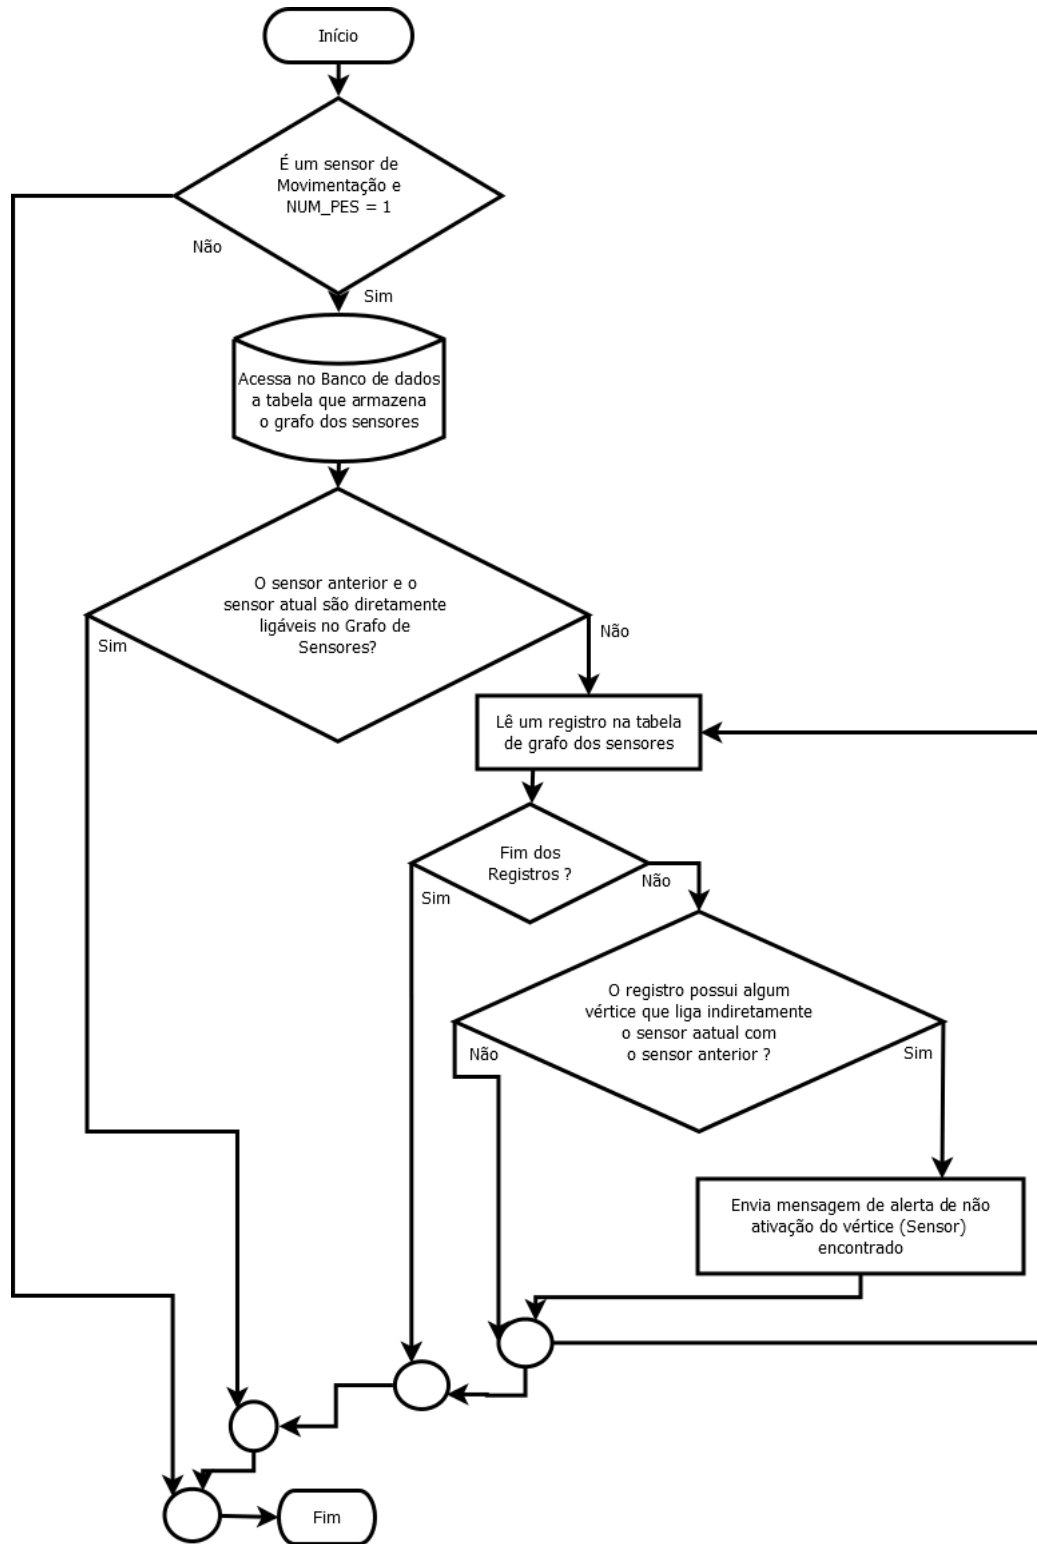 Início
É um sensor de
Movimentação e
NUM_PES = 1
Não
Sim
Acessa no Banco de dados
a tabela que armazena
o grafo dos sensores
O sensor anterior e o
sensor atual são diretamente
ligáveis no Grafo de
Sensores?
Sim
Não
Lê um registro na tabela
de grafo dos sensores
Fim dos
Registros ?
Sim
Não
O registro possui algum
vértice que liga indiretamente
o sensor aatual com
o sensor anterior ?
Não
Sim
Envia mensagem de alerta de não
ativação do vértice (Sensor)
encontrado
Fim